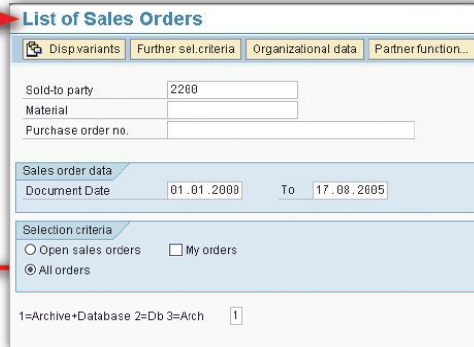 List of Sales Orders
Disp.variants Further sel.criteria Organizational data Partner function...
Sold-to party 2200
Material
Purchase order no.
Sales order data
Document Date 01.01.2000 To 17.08.2005
Selection criteria
Open sales orders My orders
All orders
1=Archive+Database 2=Db 3=Arch 1